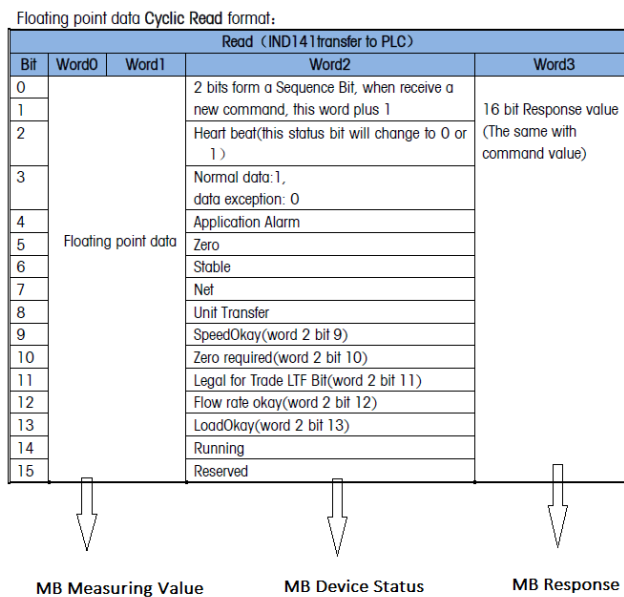 Floating point data Cyclic Read format:
Read（IND141transfer to PLC）
Bit Word0 Word1 Word2 Word3
0 2 bits form a Sequence Bit, when receive a
1 new command, this word plus 1
16 bit Response value
(The same with
command value)
2 Heart beat(this status bit will change to 0 or
1）
3 Normal data:1,
data exception: 0
4 Application Alarm
Floating point data
5 Zero
6 Stable
7 Net
8 Unit Transfer
9 SpeedOkay(word 2 bit 9)
10 Zero required(word 2 bit 10)
11 Legal for Trade LTF Bit(word 2 bit 11)
12 Flow rate okay(word 2 bit 12)
13 LoadOkay(word 2 bit 13)
14 Running
15 Reserved
MB Measuring Value MB Device Status MB Response